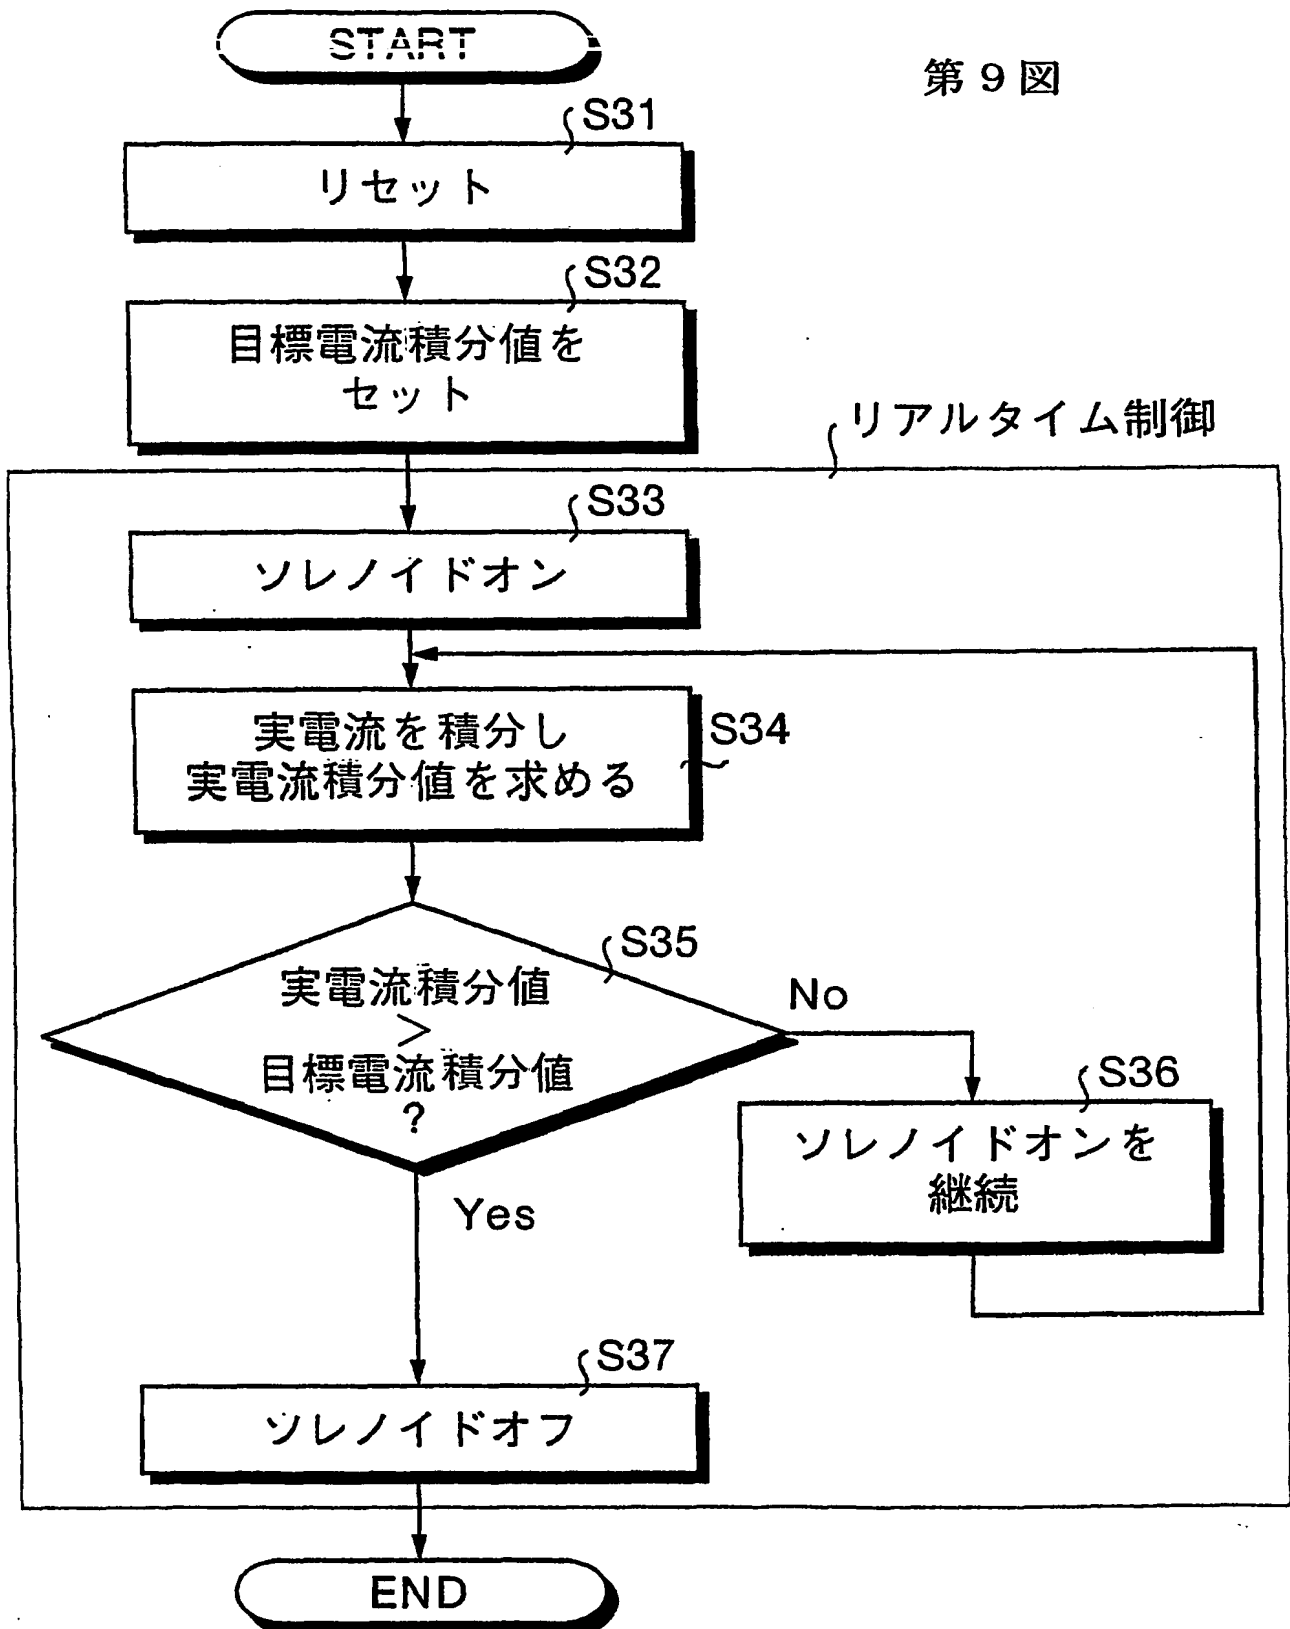 START
第9図
S31
リセット
S32
目標電流積分値を
セット
リアルタイム制御
S33
ソレノイドオン
実電流を積分し
実電流積分値を求める
S34
S35
実電流積分値
>
目標電流積分値
?
No
S36
ソレノイドオンを
継続
Yes
S37
ソレノイドオフ
END